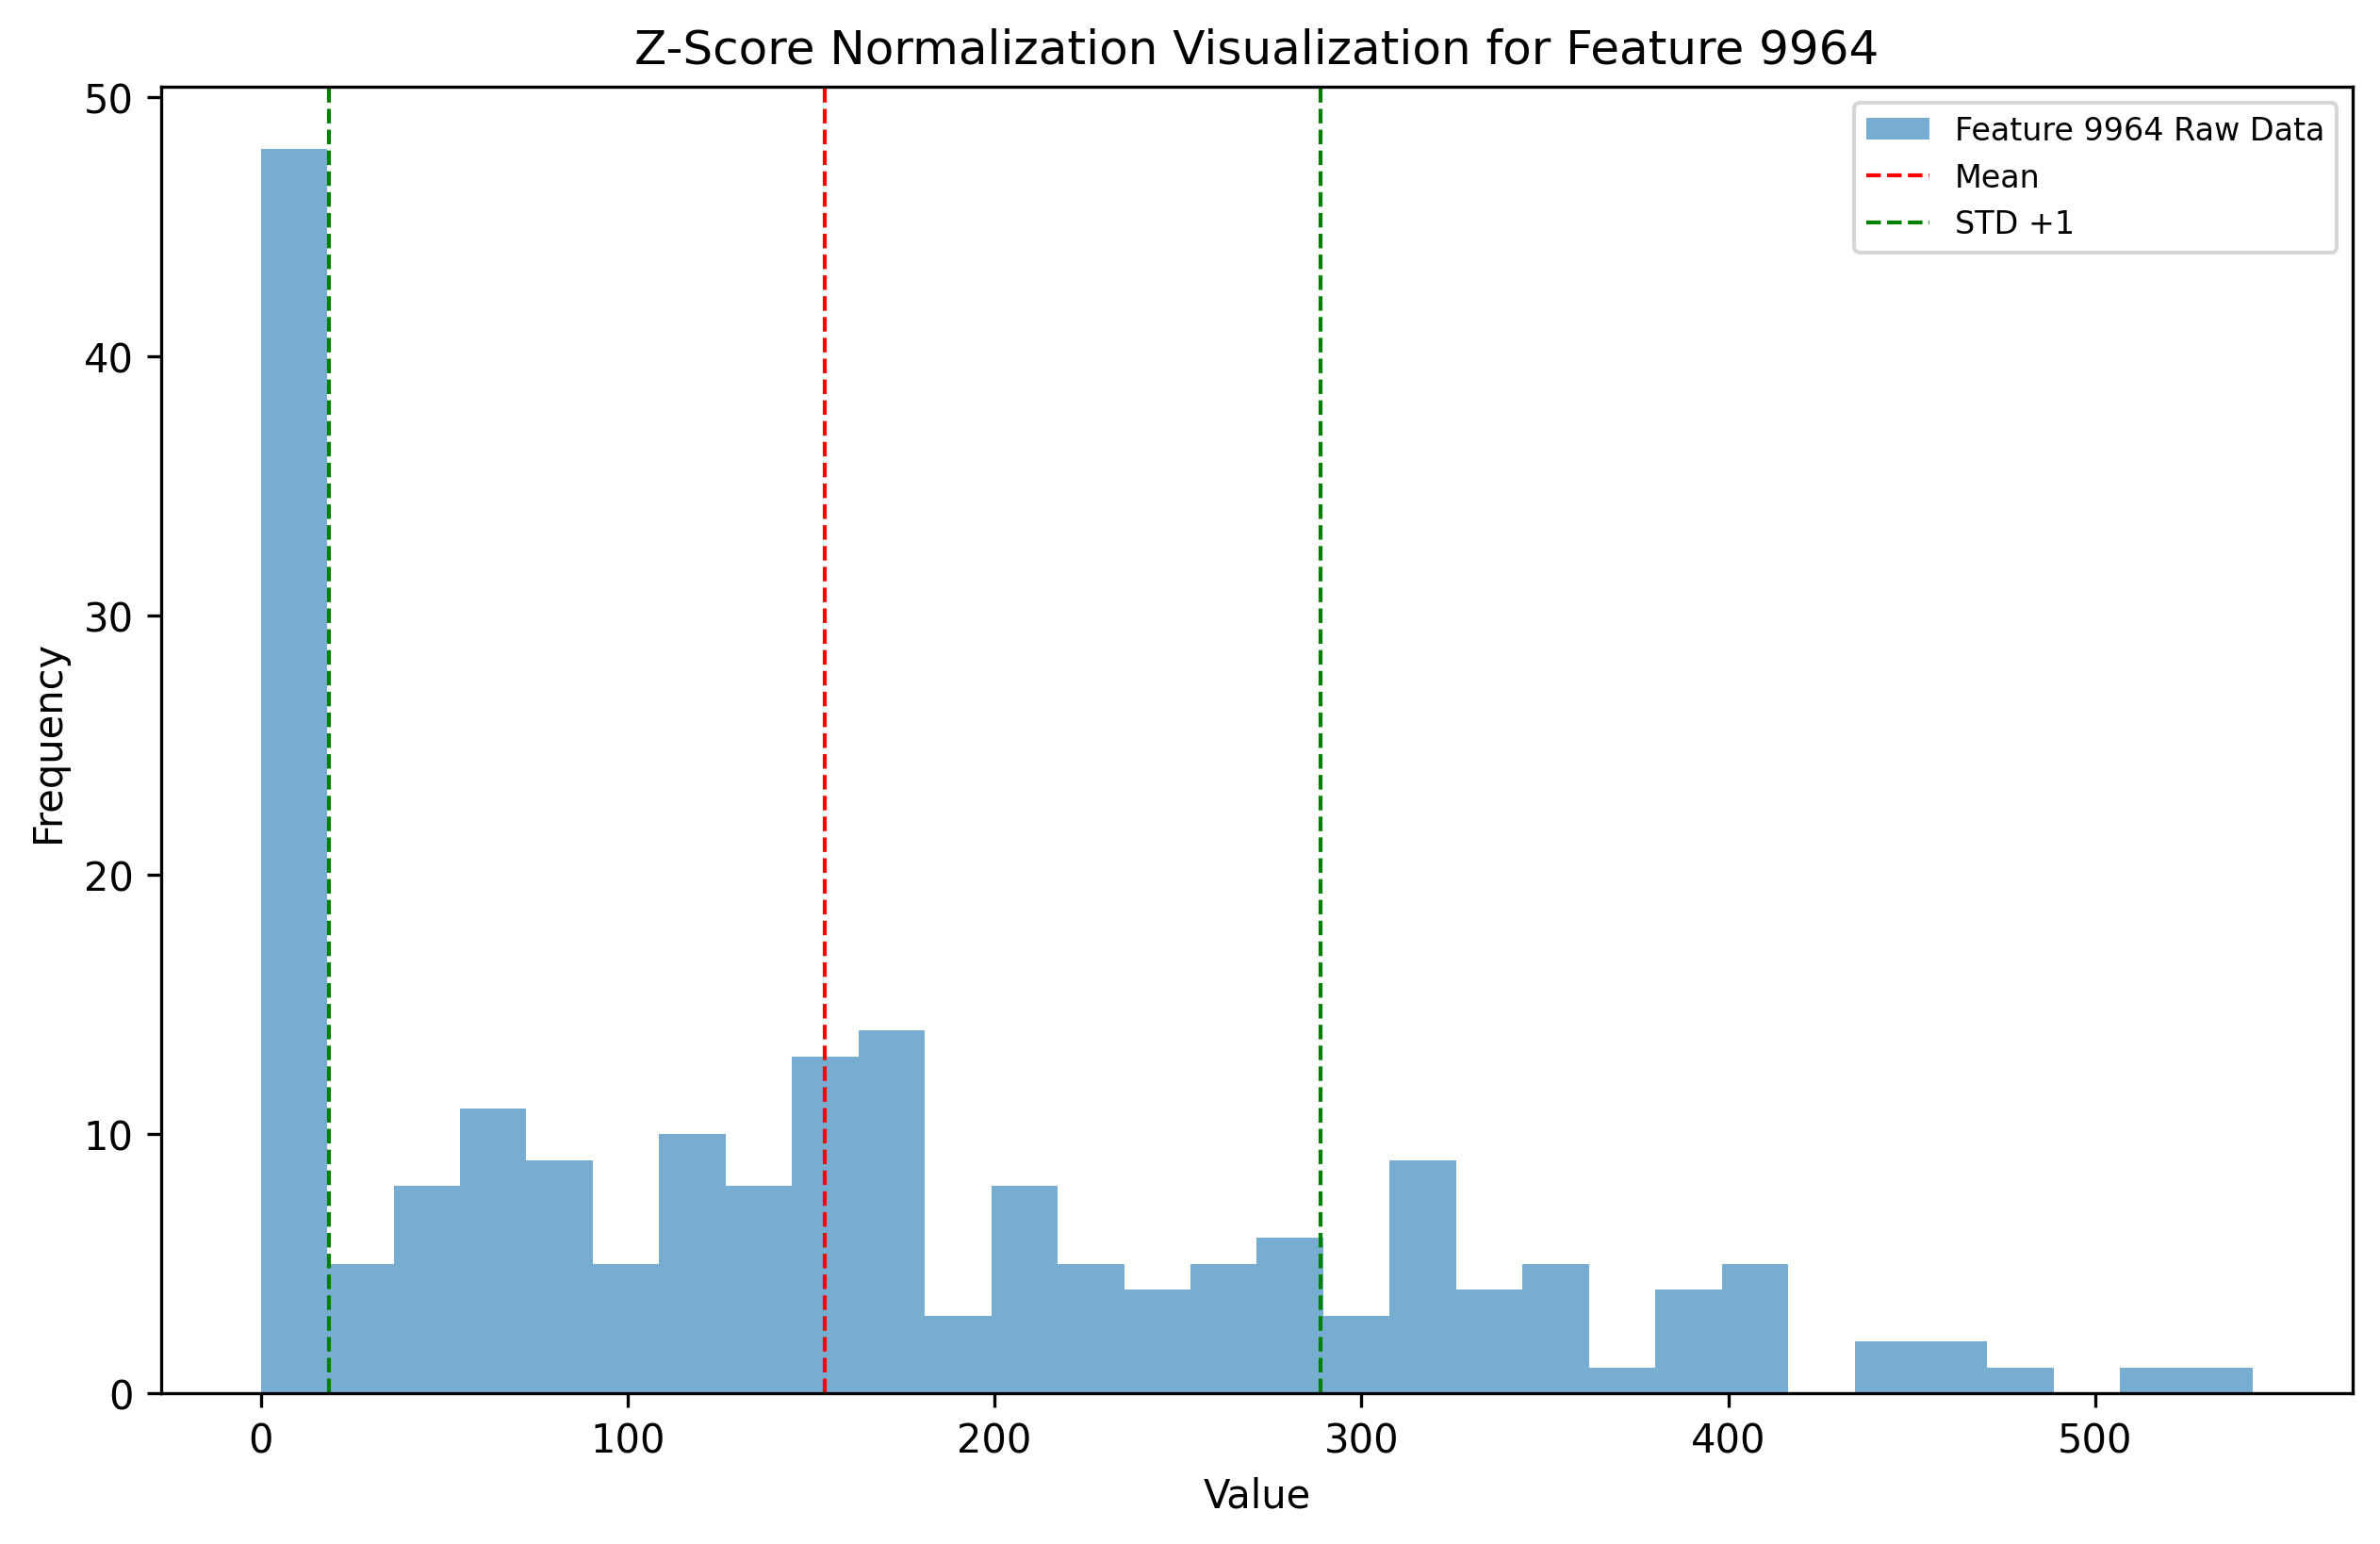 Z-Score Normalization Visualization for Feature 9964
Feature 9964 Raw Data
Mean
STD +1
50
40
30
20
10
0
Frequency
0 100 200 300 400 500
Value